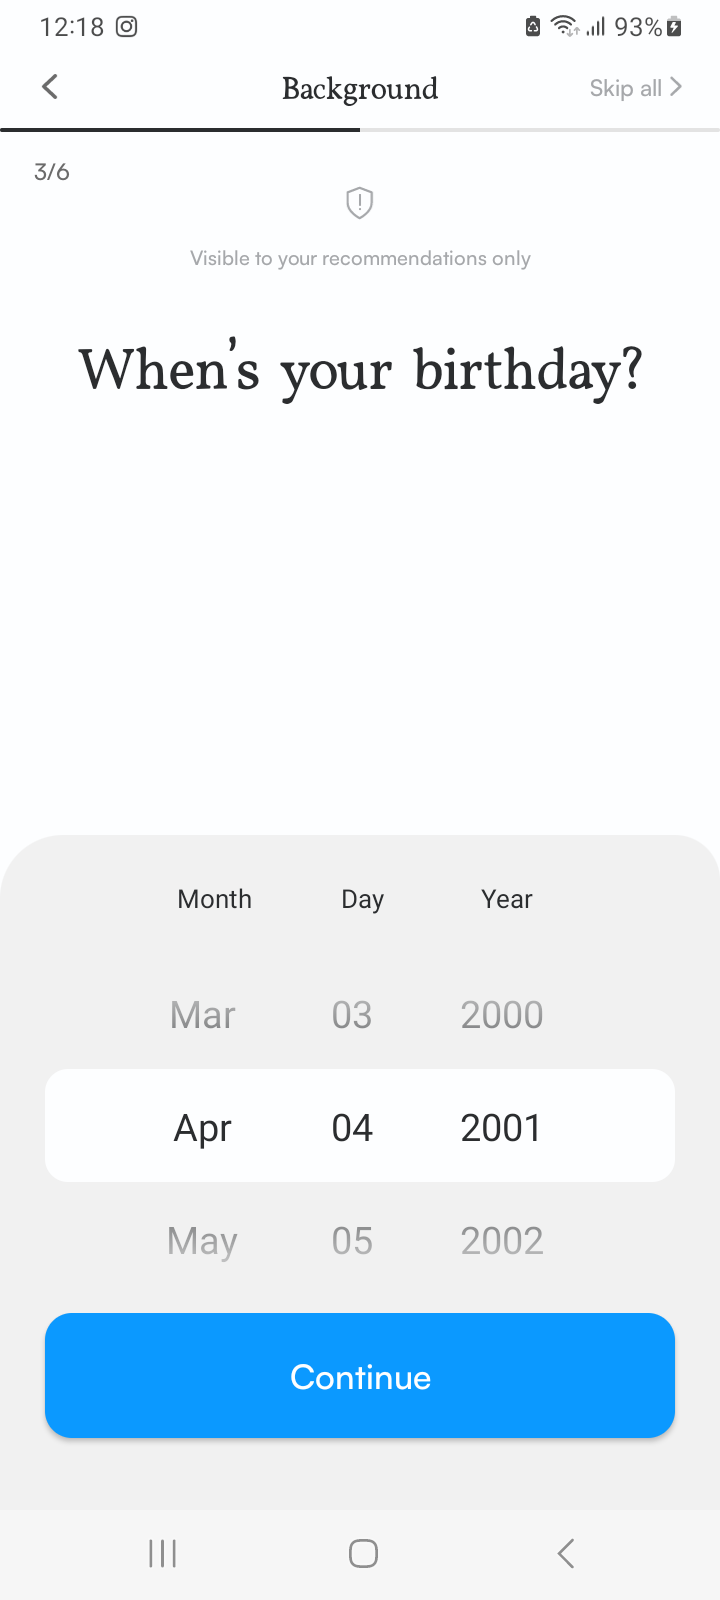 12:18
93%
Background
Skip all
3/6
Visible to your recommendations only
When's your birthday?
Month Day Year
Mar 03 2000
Apr 04 2001
May 05 2002
Continue